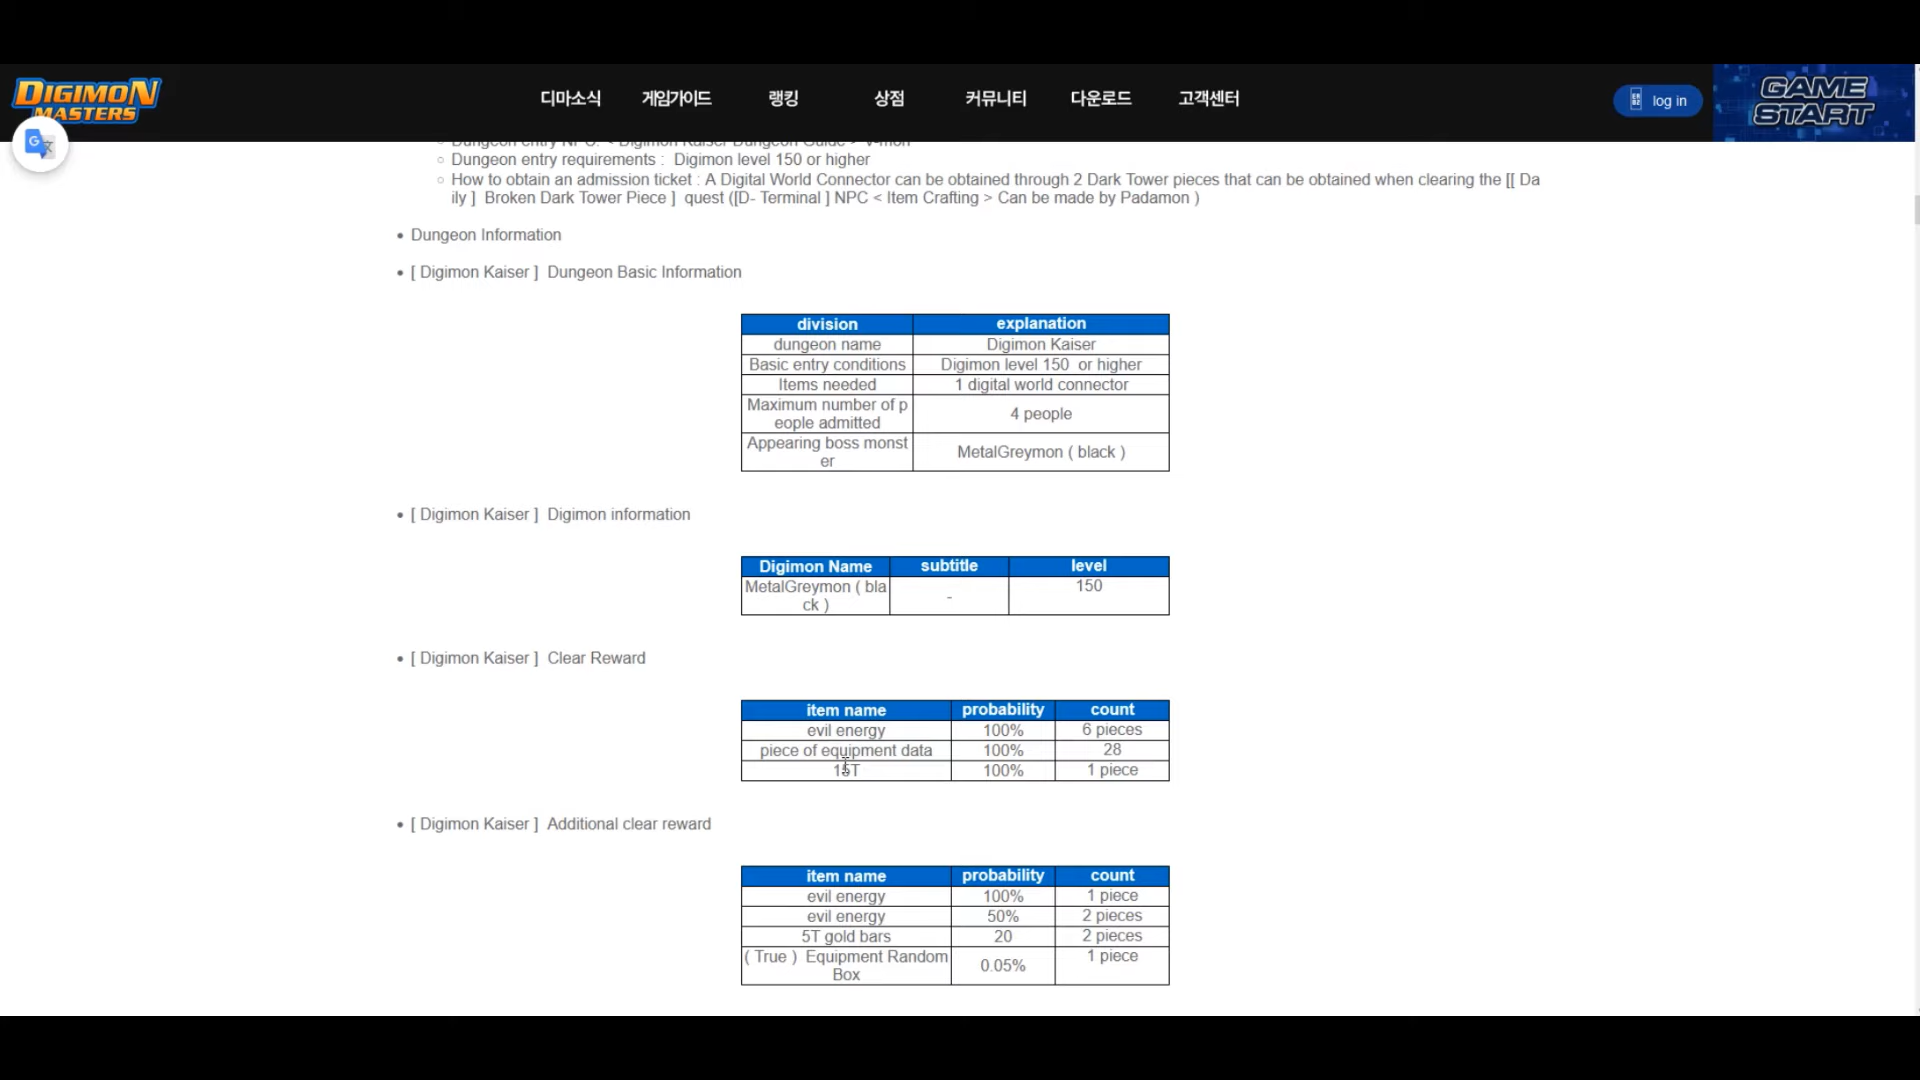 DIGIMON
MASTERS
디마소식 게임가이드 랭킹 상점 커뮤니티 다운로드 고객센터
log in
GAME
START
Dungeon entry NPC: < Digimon Kaiser Dungeon Guide > V-mon
Dungeon entry requirements : Digimon level 150 or higher
How to obtain an admission ticket : A Digital World Connector can be obtained through 2 Dark Tower pieces that can be obtained when clearing the [[ Da
ily ] Broken Dark Tower Piece ] quest ([D- Terminal ] NPC < Item Crafting > Can be made by Padamon )
Dungeon Information
[ Digimon Kaiser ] Dungeon Basic Information
division explanation
dungeon name Digimon Kaiser
Basic entry conditions Digimon level 150 or higher
Items needed 1 digital world connector
Maximum number of p
eople admitted 4 people
Appearing boss monst
er MetalGreymon ( black )
[ Digimon Kaiser ] Digimon information
Digimon Name subtitle level
MetalGreymon ( bla
ck ) - 150
[ Digimon Kaiser ] Clear Reward
item name probability count
evil energy 100% 6 pieces
piece of equipment data 100% 28
15T 100% 1 piece
[ Digimon Kaiser ] Additional clear reward
item name probability count
evil energy 100% 1 piece
evil energy 50% 2 pieces
5T gold bars 20 2 pieces
( True ) Equipment Random
Box 0.05% 1 piece